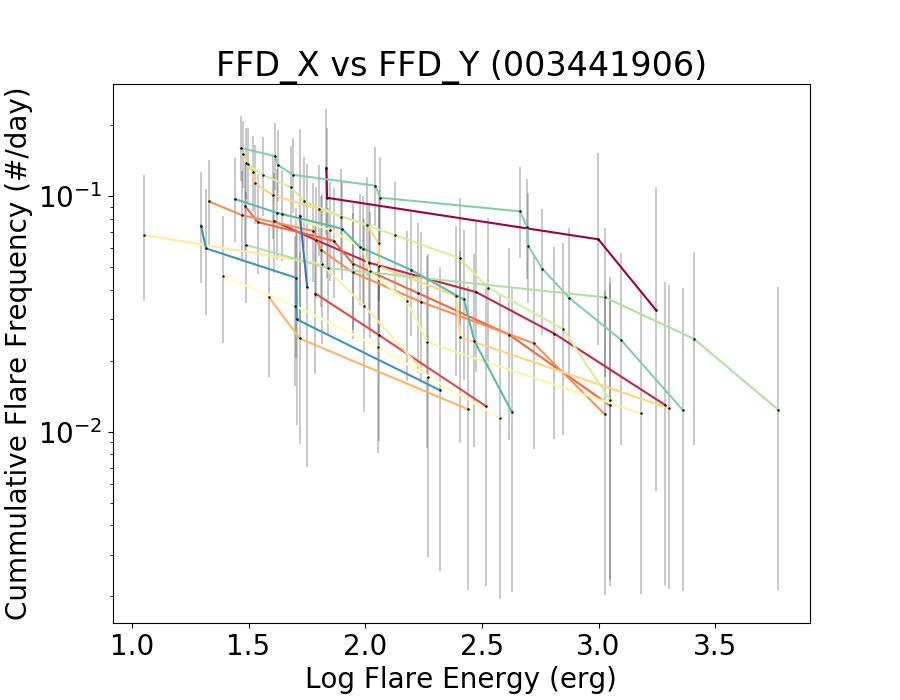 FFD_X vs FFD_Y (003441906)
Cummulative Flare Frequency (#/day)
10⁻¹
10⁻²
1.0 1.5 2.0 2.5 3.0 3.5
Log Flare Energy (erg)